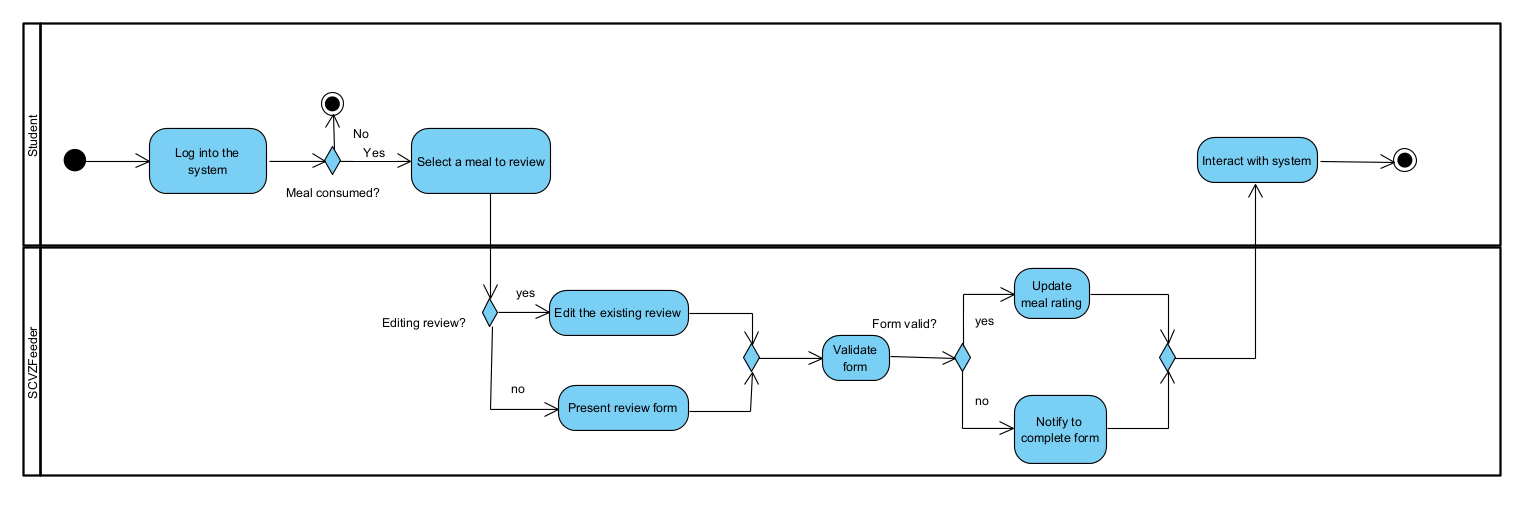 Student
Log into the
system
No
Yes
Meal consumed?
Select a meal to review
Interact with system
SCVZFeeder
Editing review?
yes
Edit the existing review
no
Present review form
Validate
form
Form valid?
yes
Update
meal rating
no
Notify to
complete form